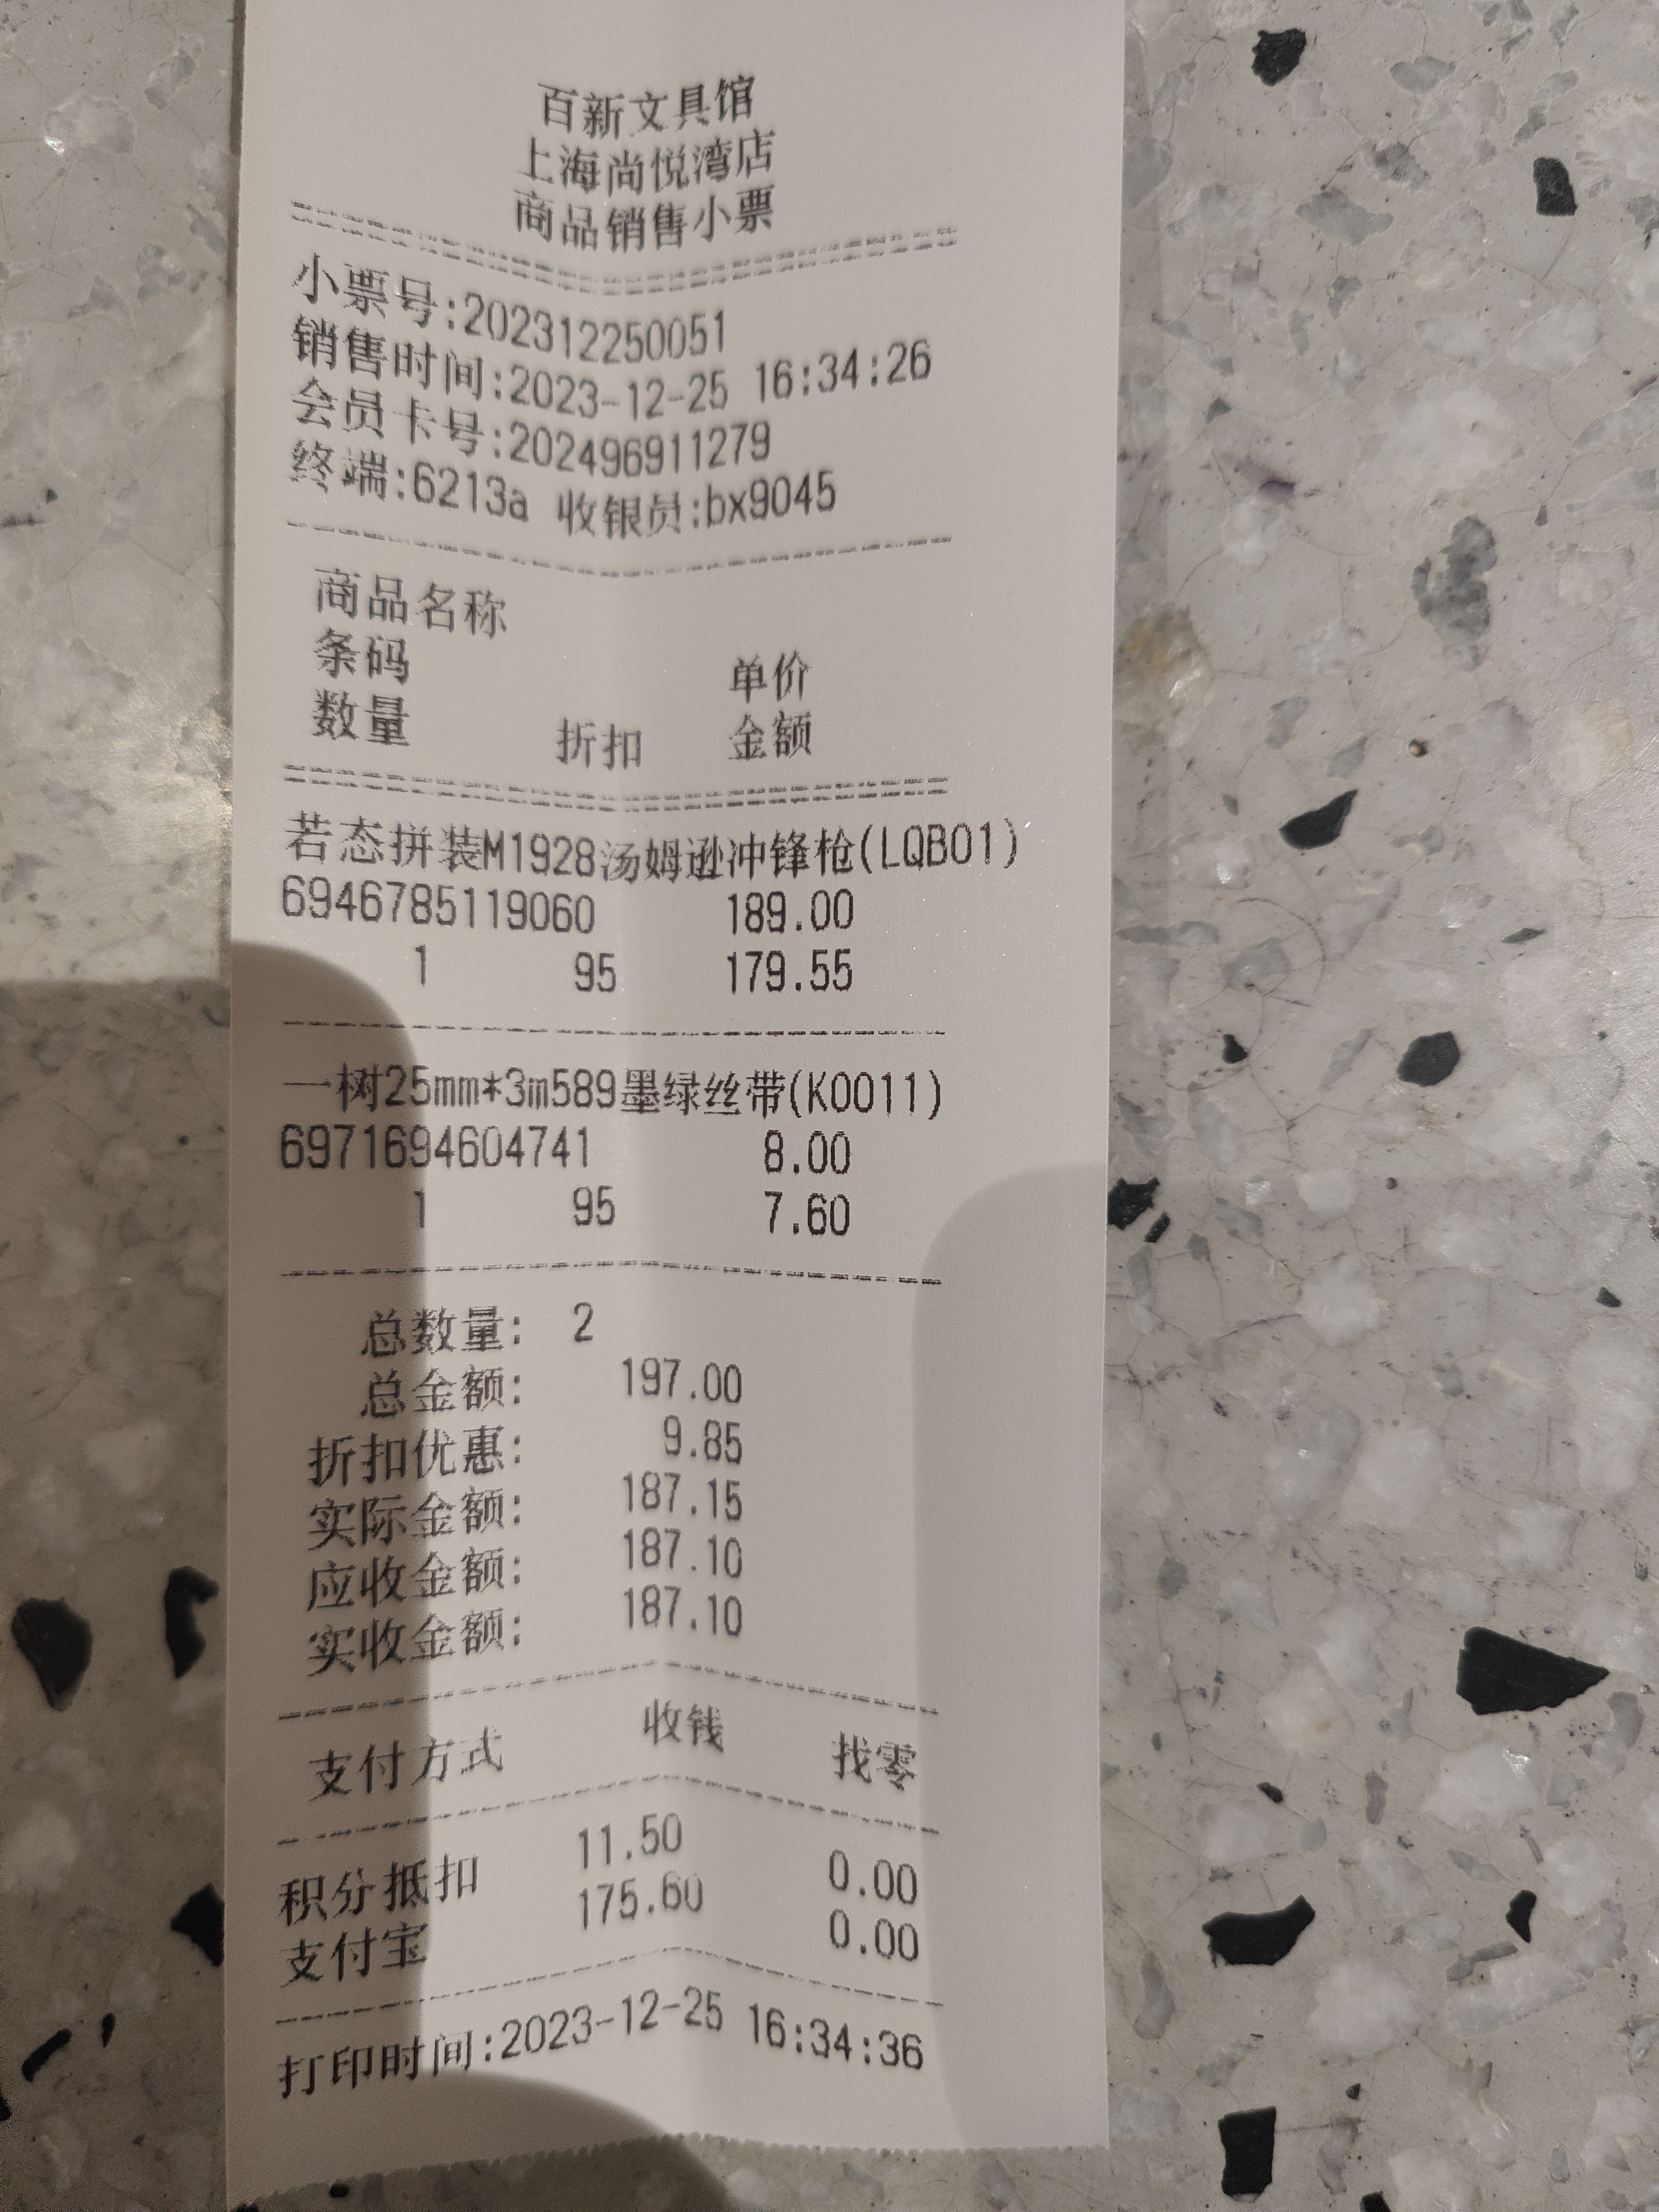 百新文具馆
上海尚悦湾店
商品销售小票
小票号:202312250051
销售时间:2023-12-25 16:34:26
会员卡号:202496911279
终端:6213a 收银员:bx9045
商品名称
条码 单价
数量 折扣 金额
若态拼装M1928汤姆逊冲锋枪(LQB01)
6946785119060 189.00
1 95 179.55
一树25mm*3m589墨绿丝带(K0011)
6971694604741 8.00
1 95 7.60
总数量: 2
总金额: 197.00
折扣优惠: 9.85
实际金额: 187.15
应收金额: 187.10
实收金额: 187.10
支付方式 收钱 找零
积分抵扣 11.50 0.00
支付宝 175.60 0.00
打印时间:2023-12-25 16:34:36